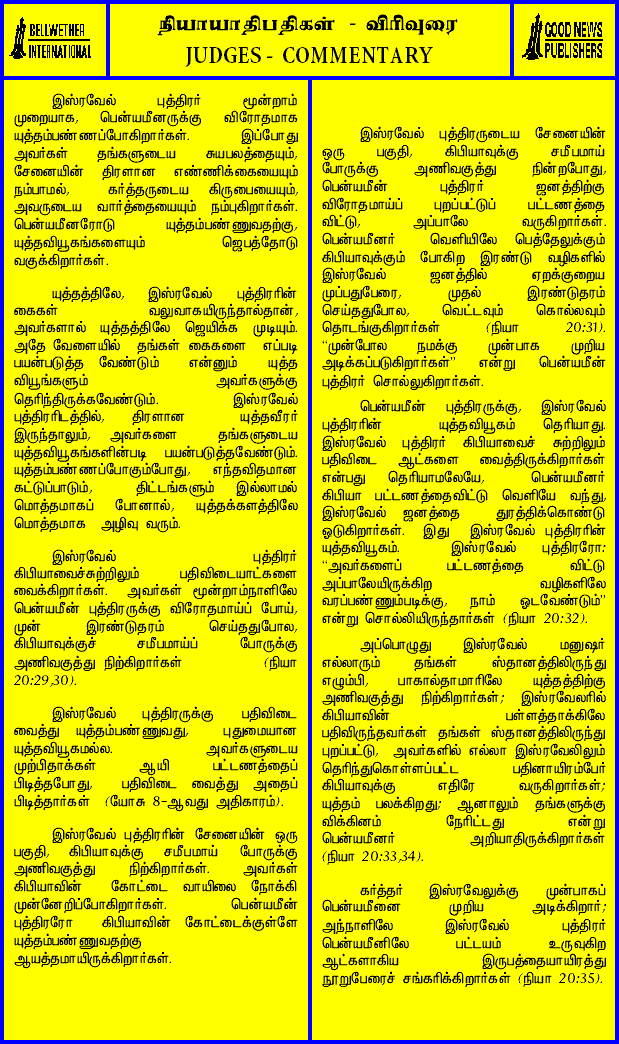 BELLWETHER
INTERNATIONAL
நியாயாதிபதிகள் - விரிவுரை
JUDGES - COMMENTARY
GOOD NEWS
PUBLISHERS
இஸ்ரவேல் புத்திரர் மூன்றாம்
முறையாக, பென்யமீனருக்கு விரோதமாக
யுத்தம்பண்ணப்போகிறார்கள். இப்போது
அவர்கள் தங்களுடைய சுயபலத்தையும்,
சேனையின் திரளான எண்ணிக்கையையும்
நம்பாமல், கர்த்தருடைய கிருபையையும்,
அவருடைய வார்த்தையையும் நம்புகிறார்கள்.
பென்யமீனரோடு யுத்தம்பண்ணுவதற்கு,
யுத்தவியூகங்களையும் ஜெபத்தோடு
வகுக்கிறார்கள்.
யுத்தத்திலே, இஸ்ரவேல் புத்திரரின்
கைகள் வலுவாகயிருந்தால்தான்,
அவர்களால் யுத்தத்திலே ஜெயிக்க முடியும்.
அதே வேளையில் தங்கள் கைகளை எப்படி
பயன்படுத்த வேண்டும் என்னும் யுத்த
வியூங்களும் அவர்களுக்கு
தெரிந்திருக்கவேண்டும். இஸ்ரவேல்
புத்திரரிடத்தில், திரளான யுத்தவீரர்
இருந்தாலும், அவர்களை தங்களுடைய
யுத்தவியூகங்களின்படி பயன்படுத்தவேண்டும்.
யுத்தம்பண்ணப்போகும்போது, எந்தவிதமான
கட்டுப்பாடும், திட்டங்களும் இல்லாமல்
மொத்தமாகப் போனால், யுத்தக்களத்திலே
மொத்தமாக அழிவு வரும்.
இஸ்ரவேல் புத்திரர்
கிபியாவைச்சுற்றிலும் பதிவிடையாட்களை
வைக்கிறார்கள். அவர்கள் மூன்றாம்நாளிலே
பென்யமீன் புத்திரருக்கு விரோதமாய்ப் போய்,
முன் இரண்டுதரம் செய்ததுபோல,
கிபியாவுக்குச் சமீபமாய்ப் போருக்கு
அணிவகுத்து நிற்கிறார்கள் (நியா
20:29,30).
இஸ்ரவேல் புத்திரருக்கு பதிவிடை
வைத்து யுத்தம்பண்ணுவது, புதுமையான
யுத்தவியூகமல்ல. அவர்களுடைய
முற்பிதாக்கள் ஆயி பட்டணத்தைப்
பிடித்தபோது, பதிவிடை வைத்து அதைப்
பிடித்தார்கள் (யோசு 8-ஆவது அதிகாரம்).
இஸ்ரவேல் புத்திரரின் சேனையின் ஒரு
பகுதி, கிபியாவுக்கு சமீபமாய் போருக்கு
அணிவகுத்து நிற்கிறார்கள். அவர்கள்
கிபியாவின் கோட்டை வாயிலை நோக்கி
முன்னேறிப்போகிறார்கள். பென்யமீன்
புத்திரரோ கிபியாவின் கோட்டைக்குள்ளே
யுத்தம்பண்ணுவதற்கு
ஆயத்தமாயிருக்கிறார்கள்.
இஸ்ரவேல் புத்திரருடைய சேனையின்
ஒரு பகுதி, கிபியாவுக்கு சமீபமாய்
போருக்கு அணிவகுத்து நின்றபோது,
பென்யமீன் புத்திரர் ஜனத்திற்கு
விரோதமாய்ப் புறப்பட்டுப் பட்டணத்தை
விட்டு, அப்பாலே வருகிறார்கள்.
பென்யமீனர் வெளியிலே பெத்தேலுக்கும்
கிபியாவுக்கும் போகிற இரண்டு வழிகளில்
இஸ்ரவேல் ஜனத்தில் ஏறக்குறைய
முப்பதுபேரை, முதல் இரண்டுதரம்
செய்ததுபோல, வெட்டவும் கொல்லவும்
தொடங்குகிறார்கள் (நியா 20:31).
“முன்போல நமக்கு முன்பாக முறிய
அடிக்கப்படுகிறார்கள்” என்று பென்யமீன்
புத்திரர் சொல்லுகிறார்கள்.
பென்யமீன் புத்திரருக்கு, இஸ்ரவேல்
புத்திரரின் யுத்தவியூகம் தெரியாது.
இஸ்ரவேல் புத்திரர் கிபியாவைச் சுற்றிலும்
பதிவிடை ஆட்களை வைத்திருக்கிறார்கள்
என்பது தெரியாமலேயே, பென்யமீனர்
கிபியா பட்டணத்தைவிட்டு வெளியே வந்து,
இஸ்ரவேல் ஜனத்தை துரத்திக்கொண்டு
ஓடுகிறார்கள். இது இஸ்ரவேல் புத்திரரின்
யுத்தவியூகம். இஸ்ரவேல் புத்திரரோ:
“அவர்களைப் பட்டணத்தை விட்டு
அப்பாலேயிருக்கிற வழிகளிலே
வரப்பண்ணும்படிக்கு, நாம் ஓடவேண்டும்”
என்று சொல்லியிருந்தார்கள் (நியா 20:32).
அப்பொழுது இஸ்ரவேல் மனுஷர்
எல்லாரும் தங்கள் ஸ்தானத்திலிருந்து
எழும்பி, பாகால்தாமாரிலே யுத்தத்திற்கு
அணிவகுத்து நிற்கிறார்கள்; இஸ்ரவேலரில்
கிபியாவின் பள்ளத்தாக்கிலே
பதிவிருந்தவர்கள் தங்கள் ஸ்தானத்திலிருந்து
புறப்பட்டு, அவர்களில் எல்லா இஸ்ரவேலிலும்
தெரிந்துகொள்ளப்பட்ட பதினாயிரம்பேர்
கிபியாவுக்கு எதிரே வருகிறார்கள்;
யுத்தம் பலக்கிறது; ஆனாலும் தங்களுக்கு
விக்கினம் நேரிட்டது என்று
பென்யமீனர் அறியாதிருக்கிறார்கள்
(நியா 20:33,34).
கர்த்தர் இஸ்ரவேலுக்கு முன்பாகப்
பென்யமீனை முறிய அடிக்கிறார்;
அந்நாளிலே இஸ்ரவேல் புத்திரர்
பென்யமீனிலே பட்டயம் உருவுகிற
ஆட்களாகிய இருபத்தையாயிரத்து
நூறுபேரைச் சங்கரிக்கிறார்கள் (நியா 20:35).